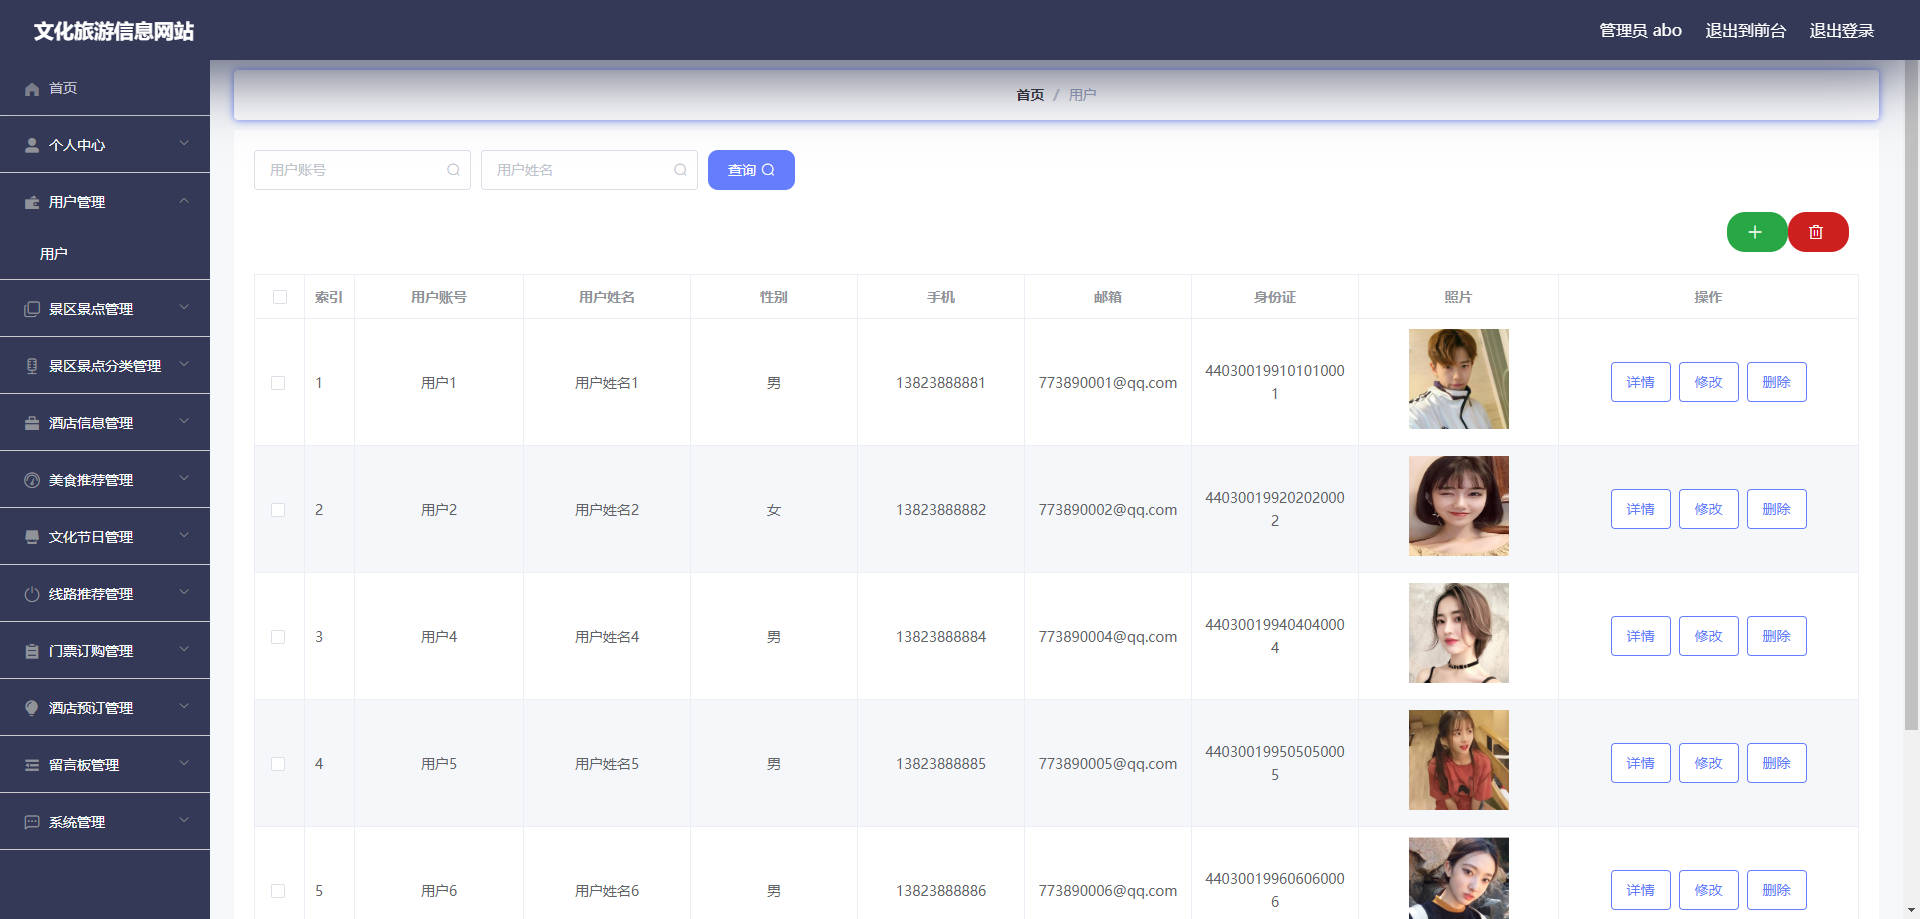 文化旅游信息网站
管理员 abo 退出到前台 退出登录
首页
个人中心
用户管理
用户
景区景点管理
景区景点分类管理
酒店信息管理
美食推荐管理
文化节日管理
线路推荐管理
门票订购管理
酒店预订管理
留言板管理
系统管理
首页 / 用户
用户账号 用户姓名 查询
索引 用户账号 用户姓名 性别 手机 邮箱 身份证 照片 操作
1 用户1 用户姓名1 男 13823888881 773890001@qq.com 44030019910101000
1
详情 修改 删除
2 用户2 用户姓名2 女 13823888882 773890002@qq.com 44030019920202000
2
详情 修改 删除
3 用户4 用户姓名4 男 13823888884 773890004@qq.com 44030019940404000
4
详情 修改 删除
4 用户5 用户姓名5 男 13823888885 773890005@qq.com 44030019950505000
5
详情 修改 删除
5 用户6 用户姓名6 男 13823888886 773890006@qq.com 44030019960606000
6
详情 修改 删除